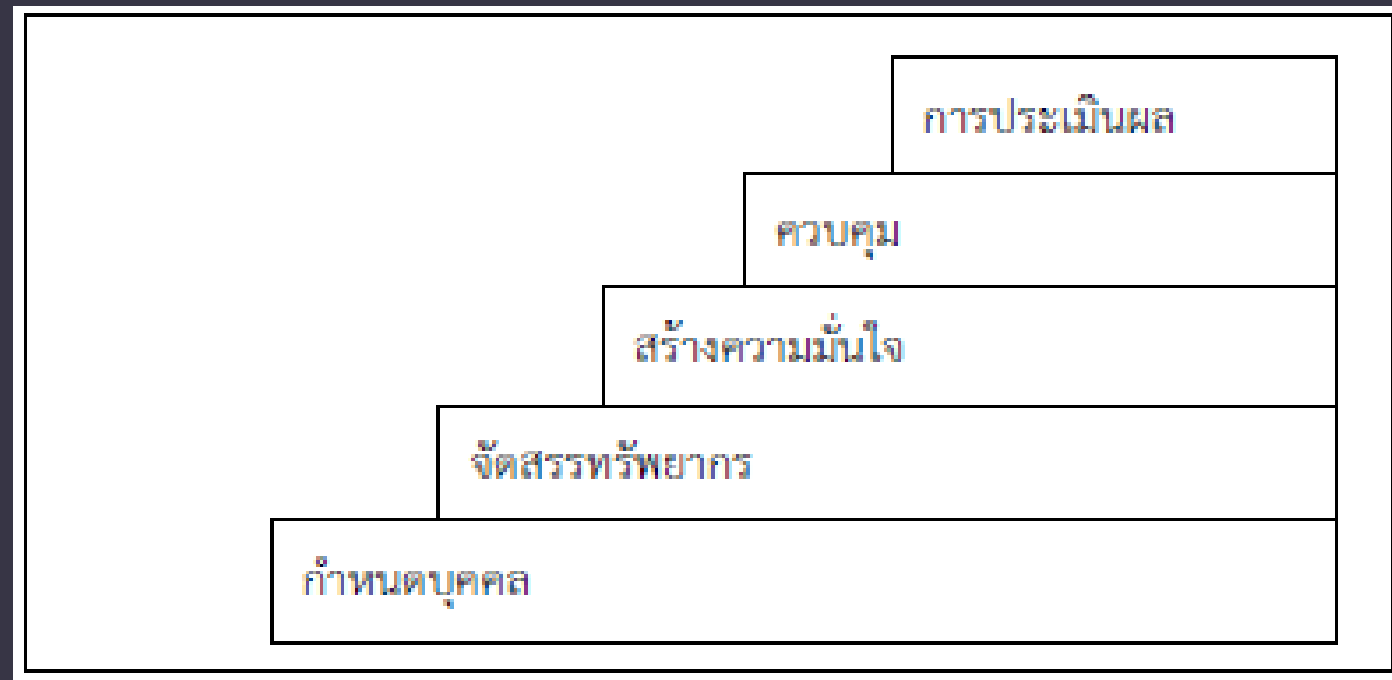 การประเมินผล
ควบคุม
สร้างความมั่นใจ
จัดสรรทรัพยากร
กำหนดบุคคล